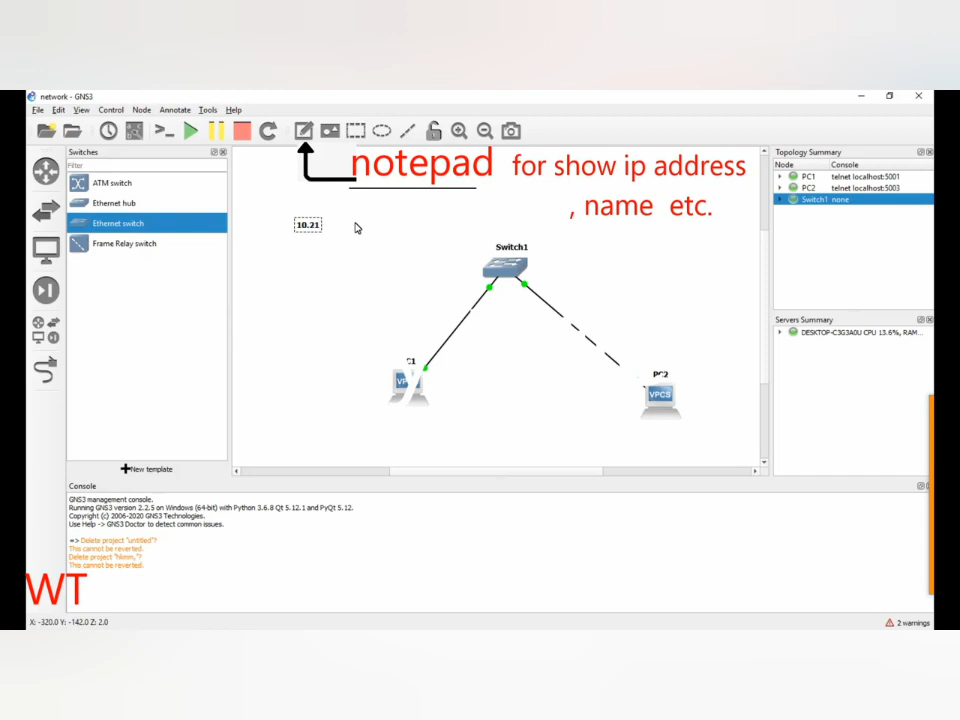 network - GNS3
File Edit View Control Node Annotate Tools Help
Switches
Filter
ATM switch
Ethernet hub
Ethernet switch
Frame Relay switch
New template
notepad for show ip address
, name etc.
10.21
Switch1
C1
VP
PC2
VPCS
Topology Summary
Node Console
PC1 telnet localhost:5001
PC2 telnet localhost:5003
Switch1 none
Servers Summary
DESKTOP-C3G3A0U CPU 13.6%, RAM...
Console
GNS3 management console.
Running GNS3 version 2.2.5 on Windows (64-bit) with Python 3.6.8 Qt 5.12.1 and PyQt 5.12.
Copyright (c) 2006-2020 GNS3 Technologies.
Use Help -> GNS3 Doctor to detect common issues.
=> Delete project "untitled"?
This cannot be reverted.
Delete project
This cannot be reverted.
WT
X: -320.0 Y: -142.0 Z: 2.0
2 warnings